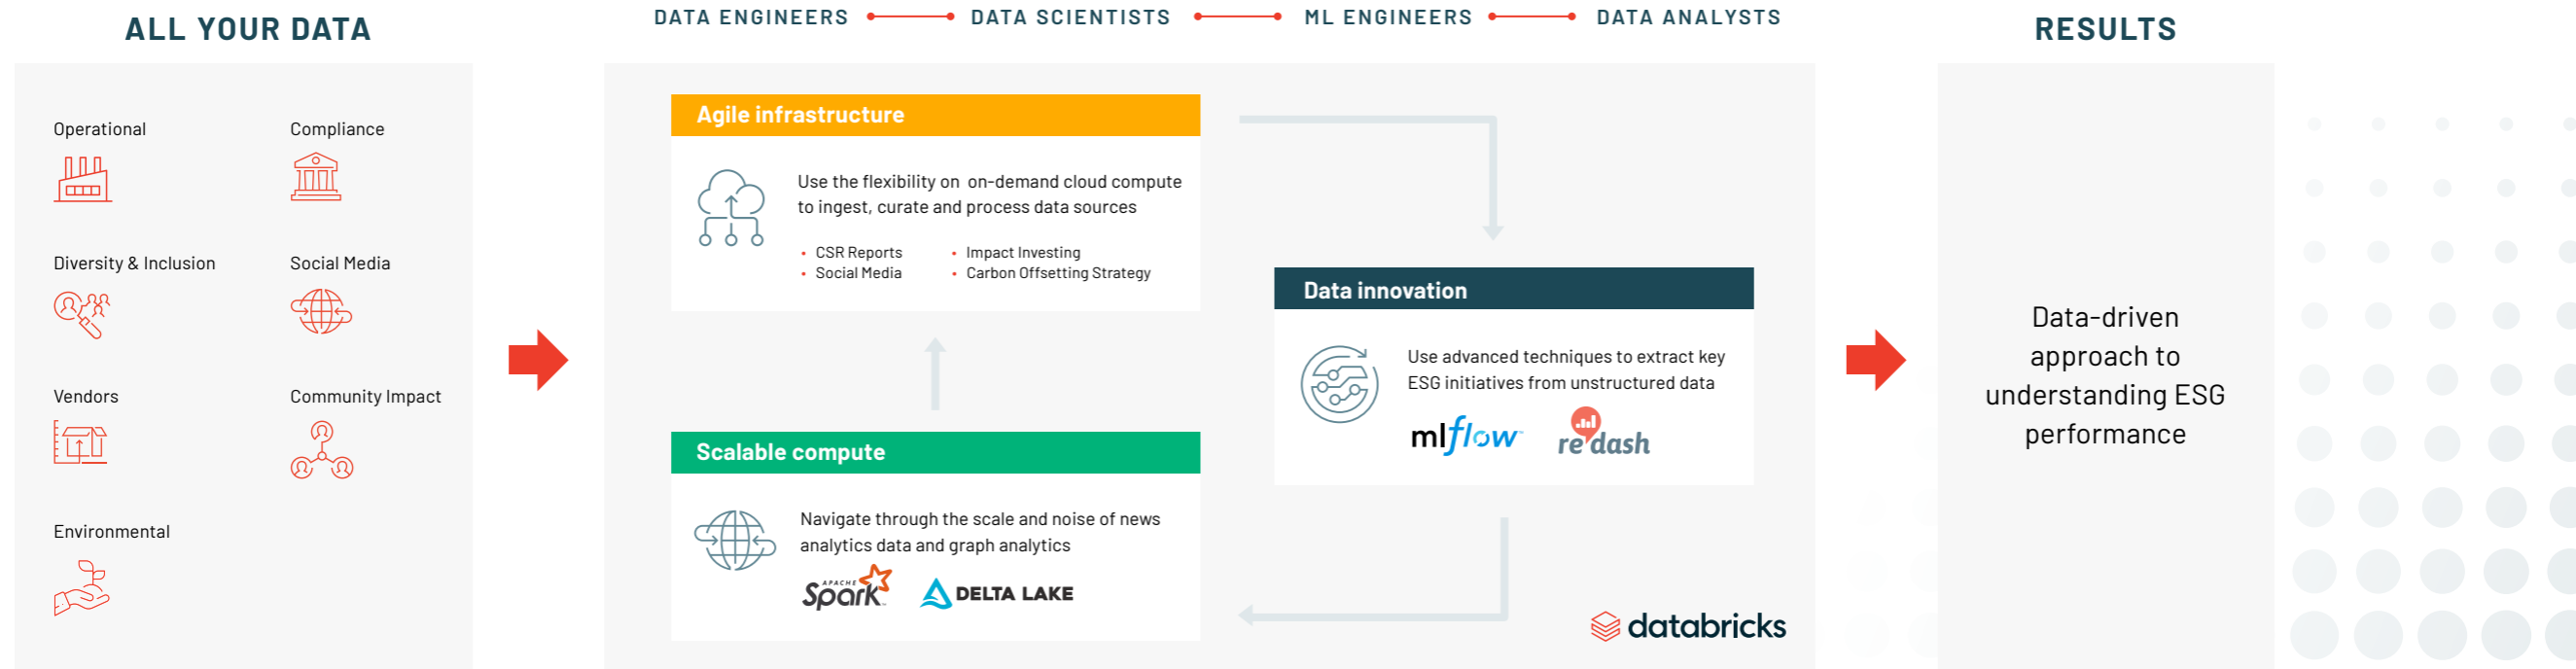 ALL YOUR DATA
Operational
Compliance
Diversity & Inclusion
Social Media
Vendors
Community Impact
Environmental
DATA ENGINEERS
DATA SCIENTISTS
ML ENGINEERS
DATA ANALYSTS
Agile infrastructure
Use the flexibility on on-demand cloud compute
to ingest, curate and process data sources
• CSR Reports
• Social Media
• Impact Investing
• Carbon Offsetting Strategy
Data innovation
Use advanced techniques to extract key
ESG initiatives from unstructured data
mlflow™
redash
Scalable compute
Navigate through the scale and noise of news
analytics data and graph analytics
APACHE
Spark™
DELTA LAKE
databricks
RESULTS
Data-driven
approach to
understanding ESG
performance